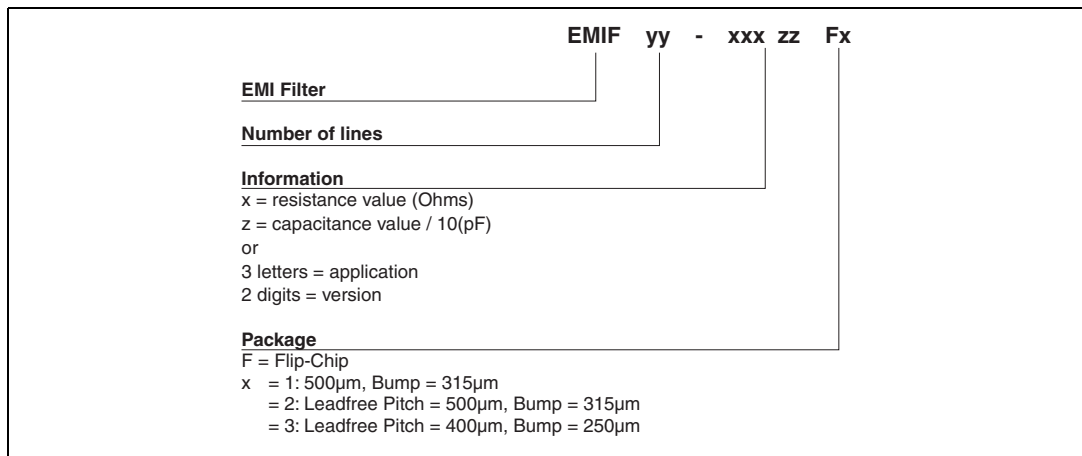 EMIF yy - xxx zz Fx
EMI Filter
Number of lines
Information
x = resistance value (Ohms)
z = capacitance value / 10(pF)
or
3 letters = application
2 digits = version
Package
F = Flip-Chip
x = 1: 500µm, Bump = 315µm
= 2: Leadfree Pitch = 500µm, Bump = 315µm
= 3: Leadfree Pitch = 400µm, Bump = 250µm